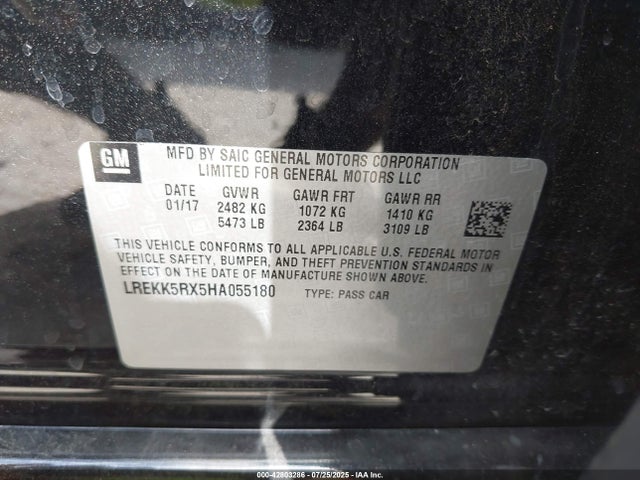 GM
MFD BY SAIC GENERAL MOTORS CORPORATION
LIMITED FOR GENERAL MOTORS LLC
DATE GVWR GAWR FRT GAWR RR
01/17 2482 KG 1072 KG 1410 KG
5473 LB 2364 LB 3109 LB
THIS VEHICLE CONFORMS TO ALL APPLICABLE U.S. FEDERAL MOTOR
VEHICLE SAFETY, BUMPER, AND THEFT PREVENTION STANDARDS IN
EFFECT ON THE DATE OF MANUFACTURE SHOWN ABOVE.
LREKK5RX5HA055180 TYPE: PASS CAR
000-42803286 - 07/25/2025 - IAA Inc.